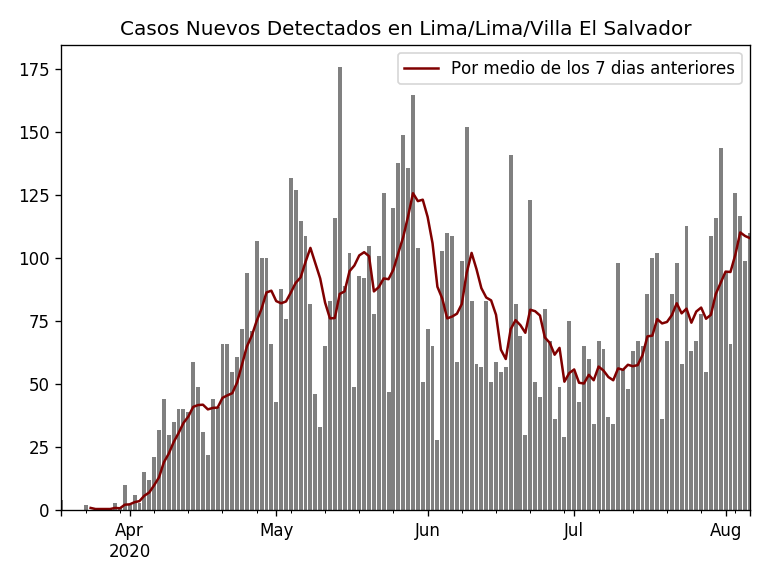 Casos Nuevos Detectados en Lima/Lima/Villa El Salvador
Por medio de los 7 dias anteriores
175
150
125
100
75
50
25
0
Apr
2020
May
Jun
Jul
Aug